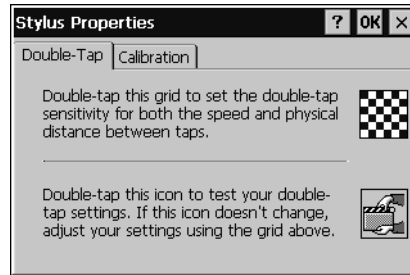 Stylus Properties ? OK ×
Double-Tap Calibration
Double-tap this grid to set the double-tap
sensitivity for both the speed and physical
distance between taps.
Double-tap this icon to test your double-
tap settings. If this icon doesn't change,
adjust your settings using the grid above.